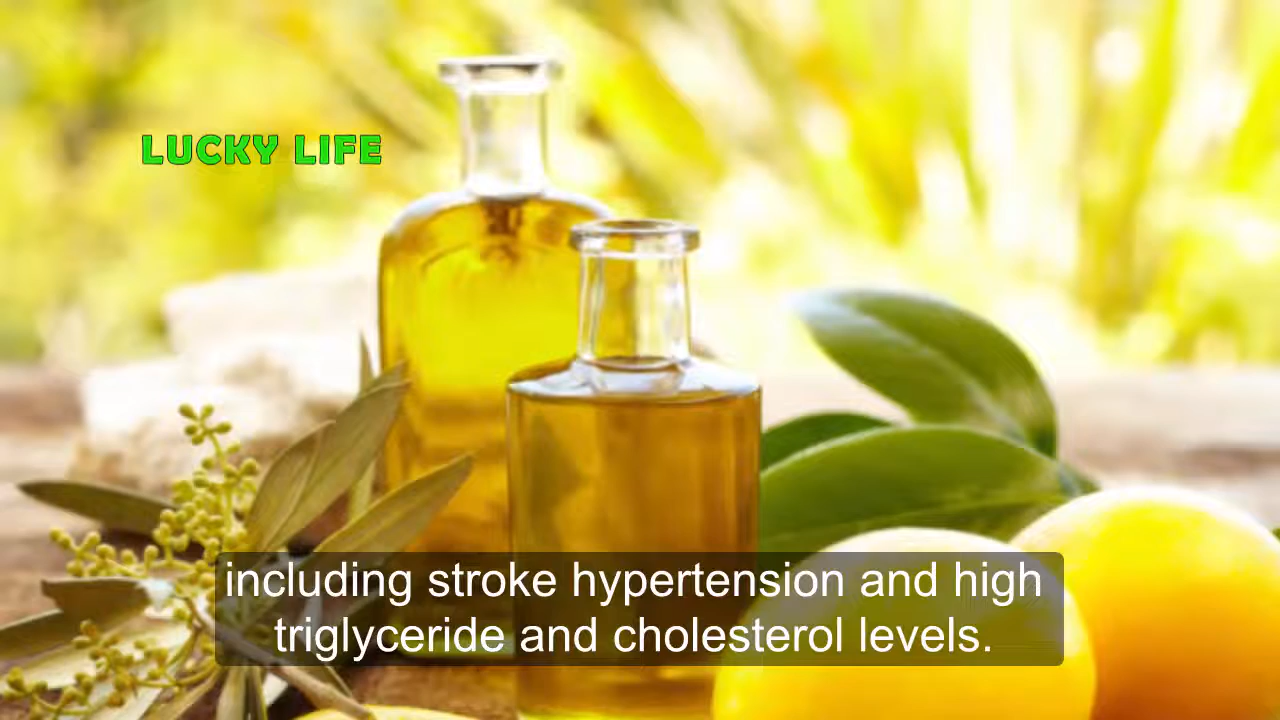 LUCKY LIFE
including stroke hypertension and high
triglyceride and cholesterol levels.